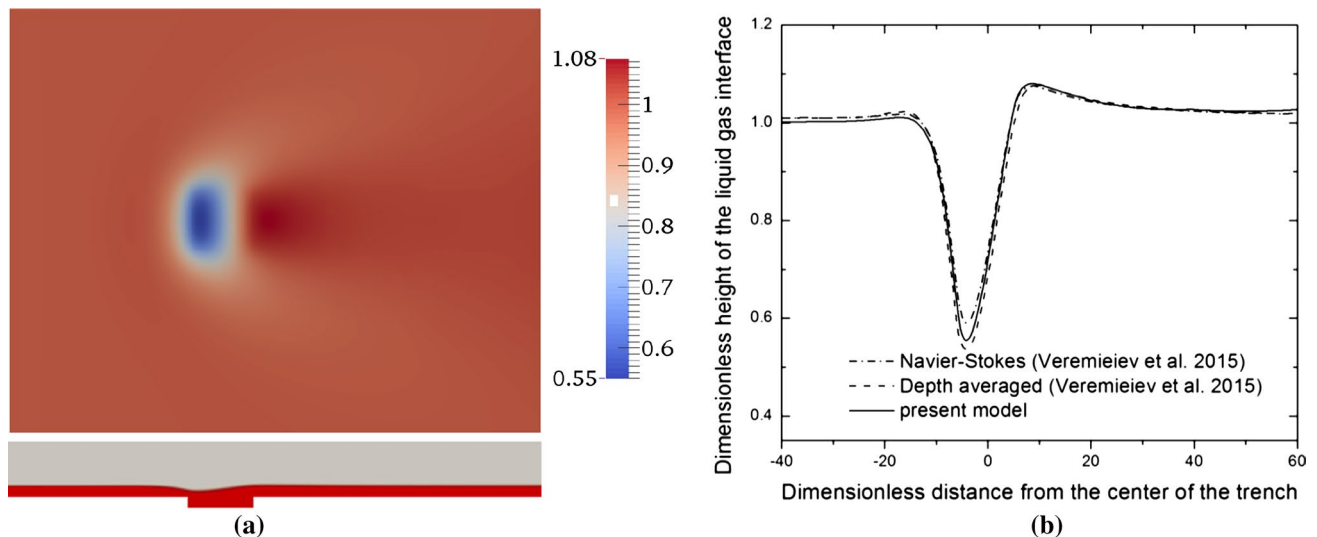 1.08
1
0.9
0.8
0.7
0.6
0.55
(a)
Dimensionless height of the liquid gas interface
1.2
1.0
0.8
0.6
0.4
-40
-20
0
20
40
60
Navier-Stokes (Veremieiev et al. 2015)
Depth averaged (Veremieiev et al. 2015)
present model
Dimensionless distance from the center of the trench
(b)